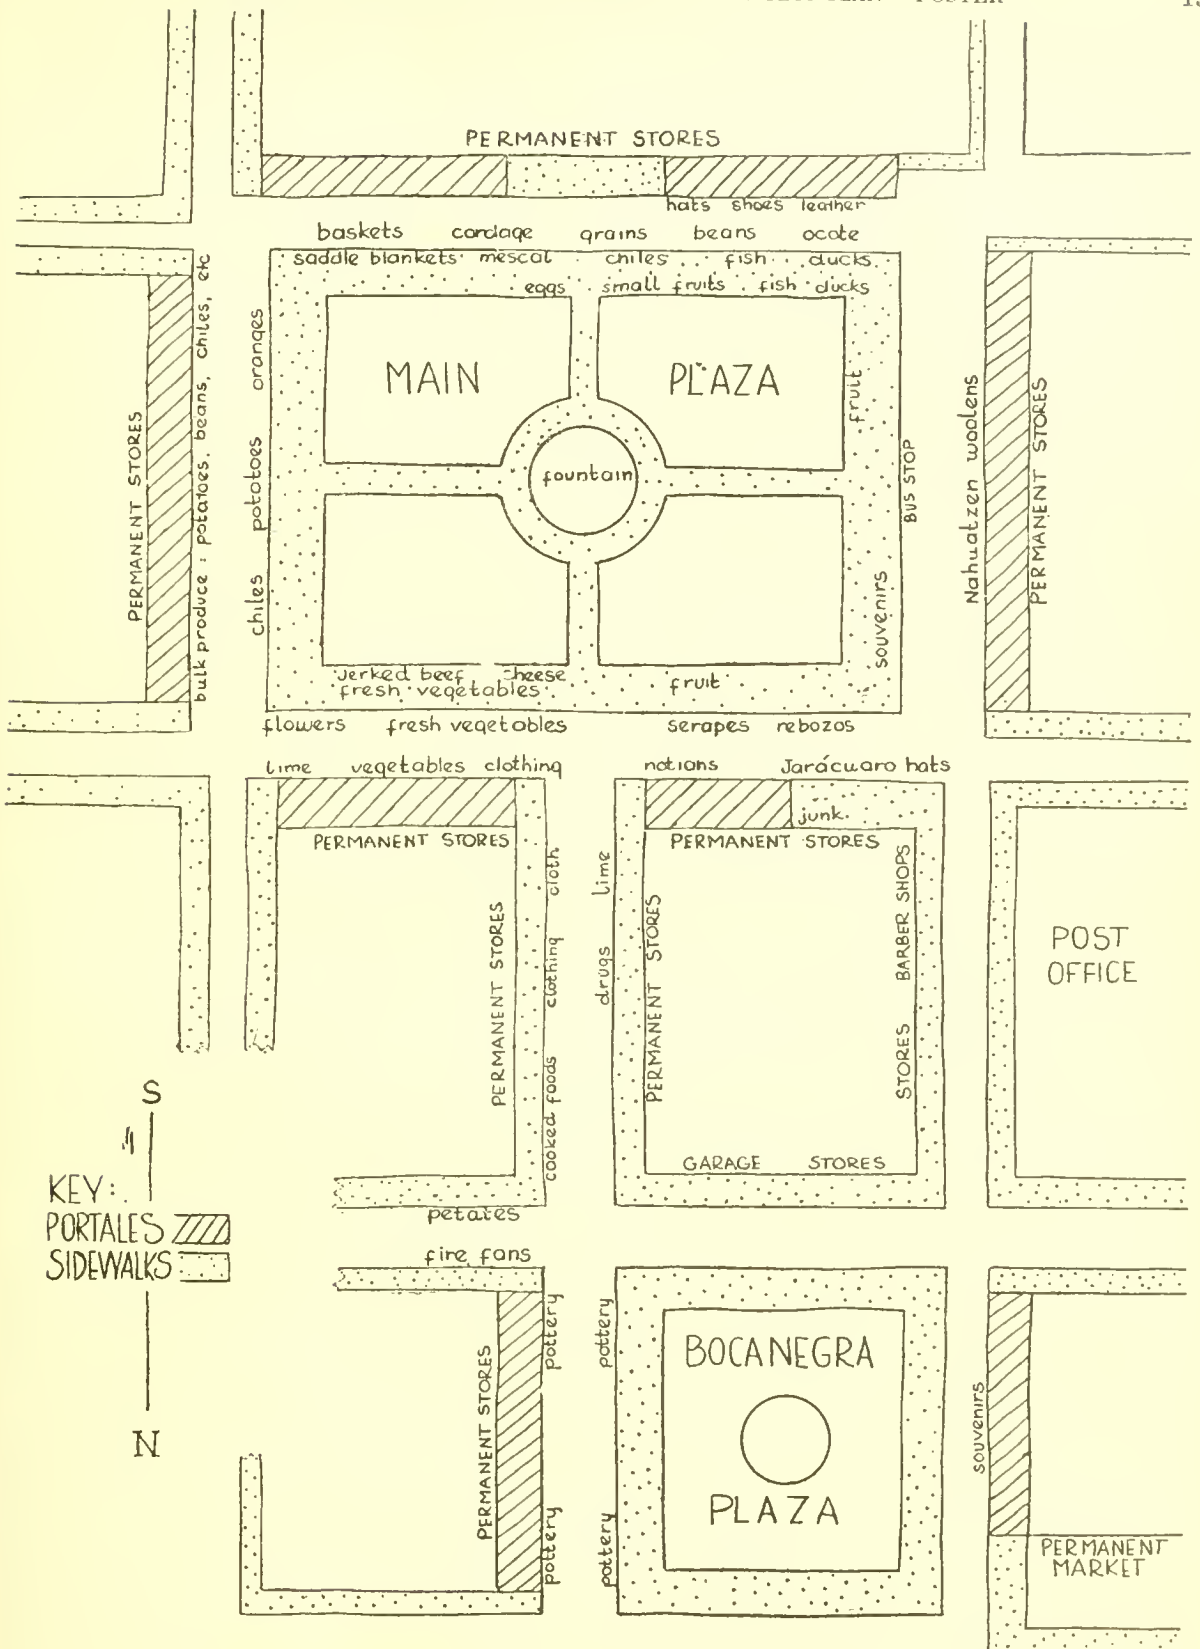 FOSTER
PERMANENT STORES
hats shoes leather
baskets cordage grains beans ocote
saddle blankets mescal chiles fish ducks
eggs small fruits fish ducks
bulk produce : potatoes, beans, chiles, etc
PERMANENT STORES
oranges
pototoes
chiles
MAIN PLAZA
fountain
fruit
BUS STOP
souvenirs
Nahuatzen woolens
PERMANENT STORES
Jerked beef cheese
fresh vegetables
fruit
flowers fresh vegetables serapes rebozos
lime vegetables clothing notions Jarácuaro hats
junk
PERMANENT STORES PERMANENT STORES
PERMANENT STORES
cloth
clothing
cooked foods
lime
drugs
PERMANENT STORES
BARBER SHOPS
STORES
POST
OFFICE
GARAGE STORES
petates
S
KEY:
PORTALES
SIDEWALKS
N
fire fans
PERMANENT STORES
pottery
pottery
pottery
pottery
BOCANEGRA
PLAZA
souvenirs
PERMANENT
MARKET